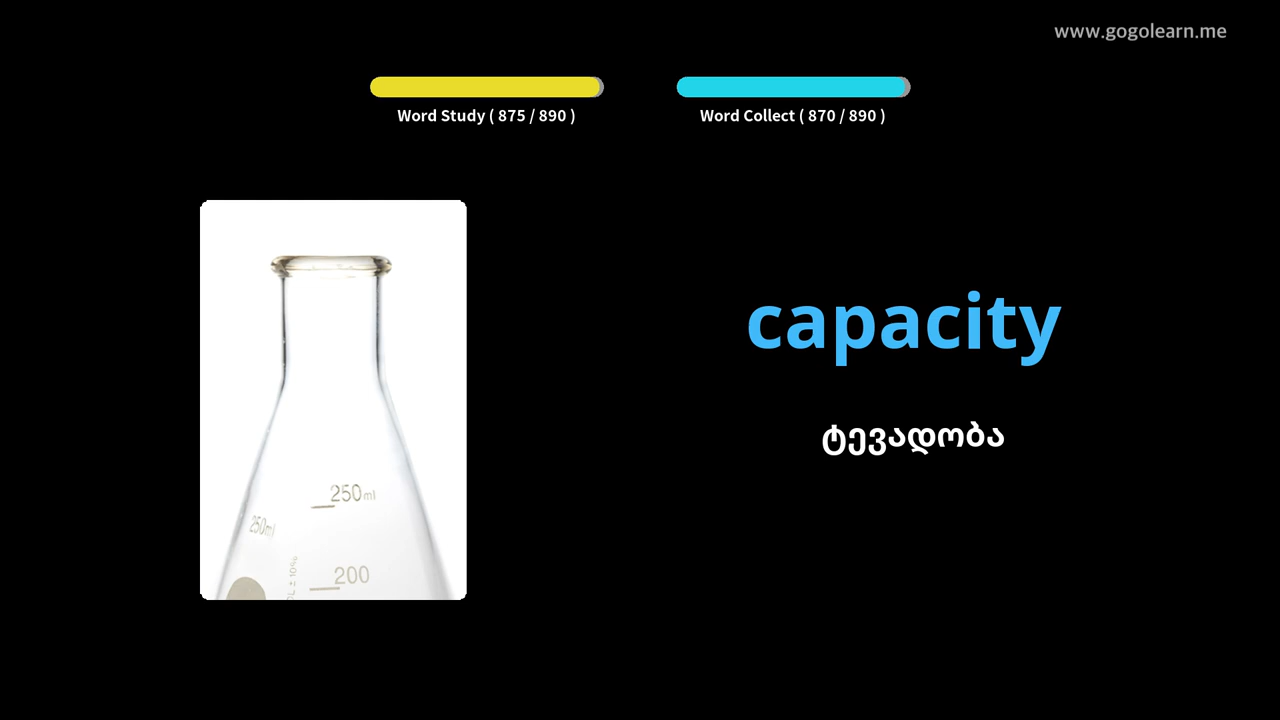 www.gogolearn.me
Word Study ( 875 / 890 )
Word Collect ( 870 / 890 )
capacity
ტევადობა
250ml
250ml
200